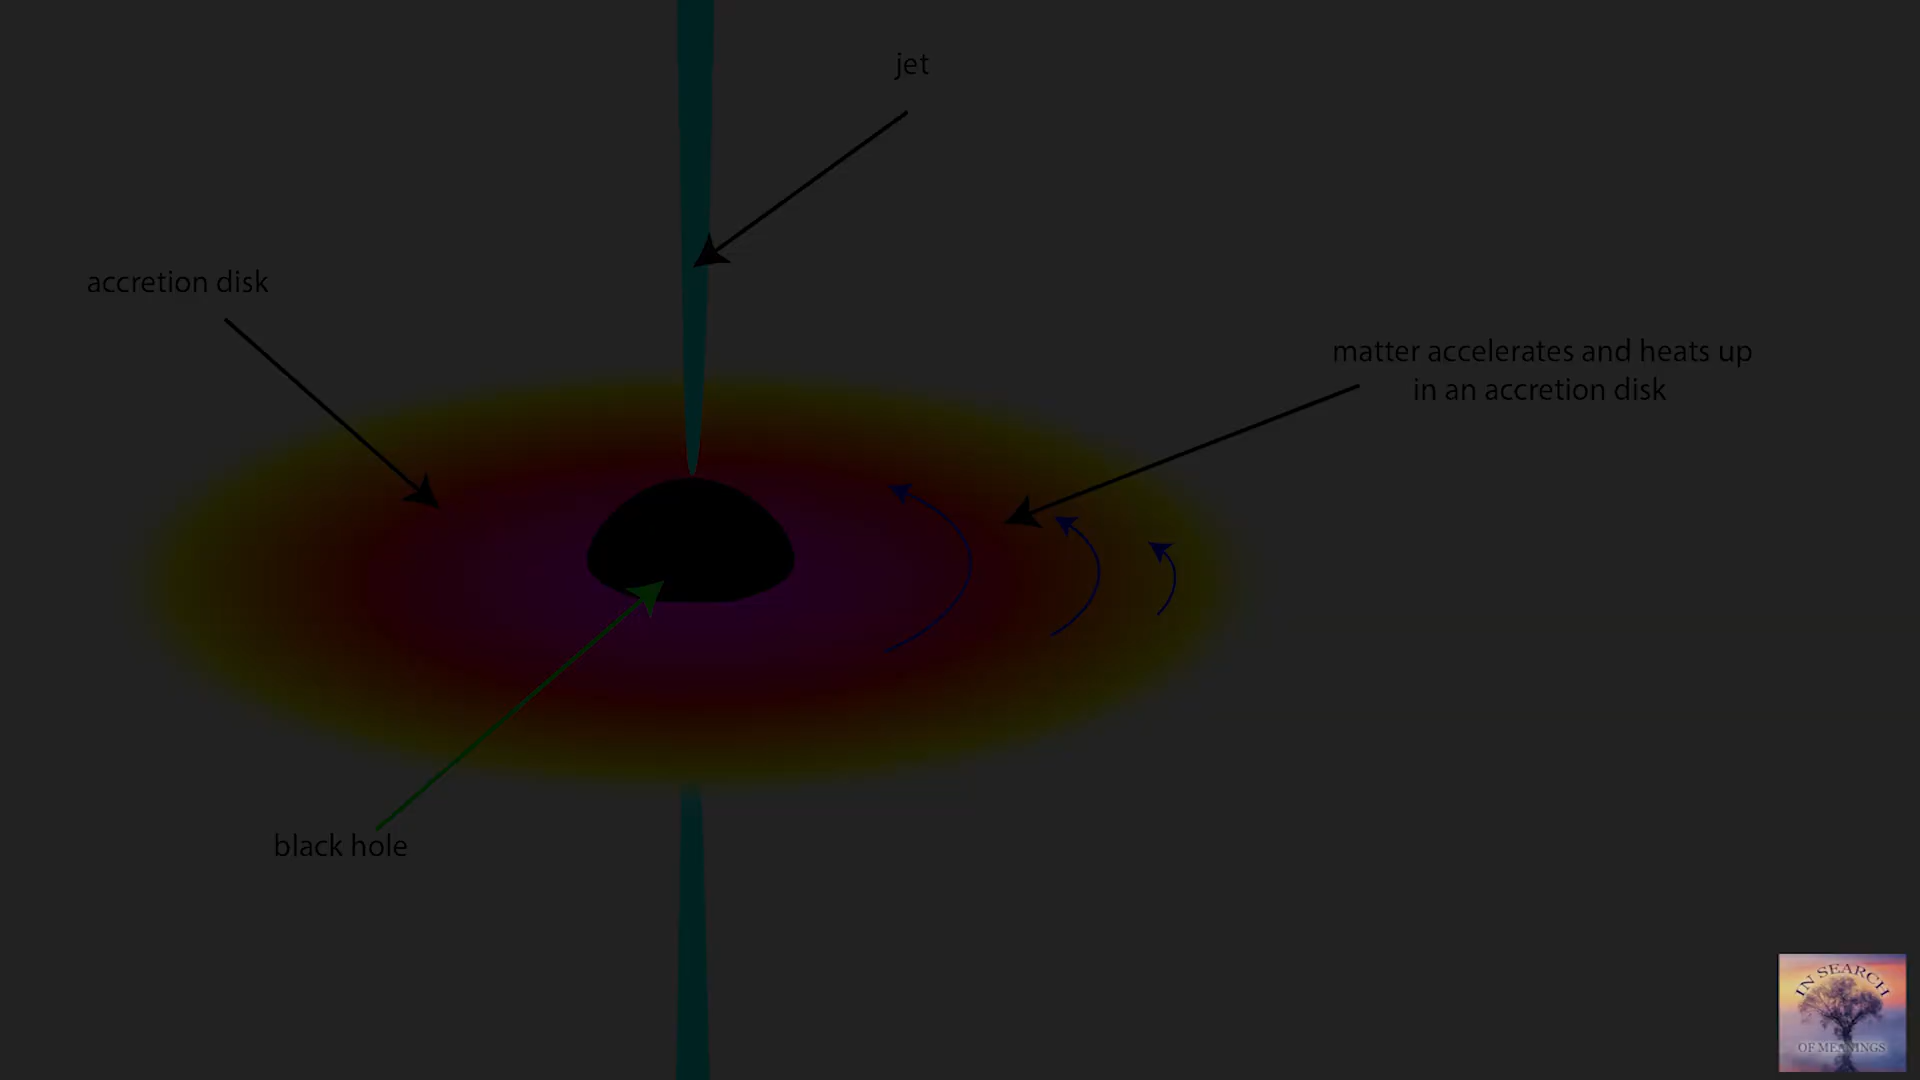 jet
accretion disk
matter accelerates and heats up
in an accretion disk
black hole
IN SEARCH
OF MEANINGS